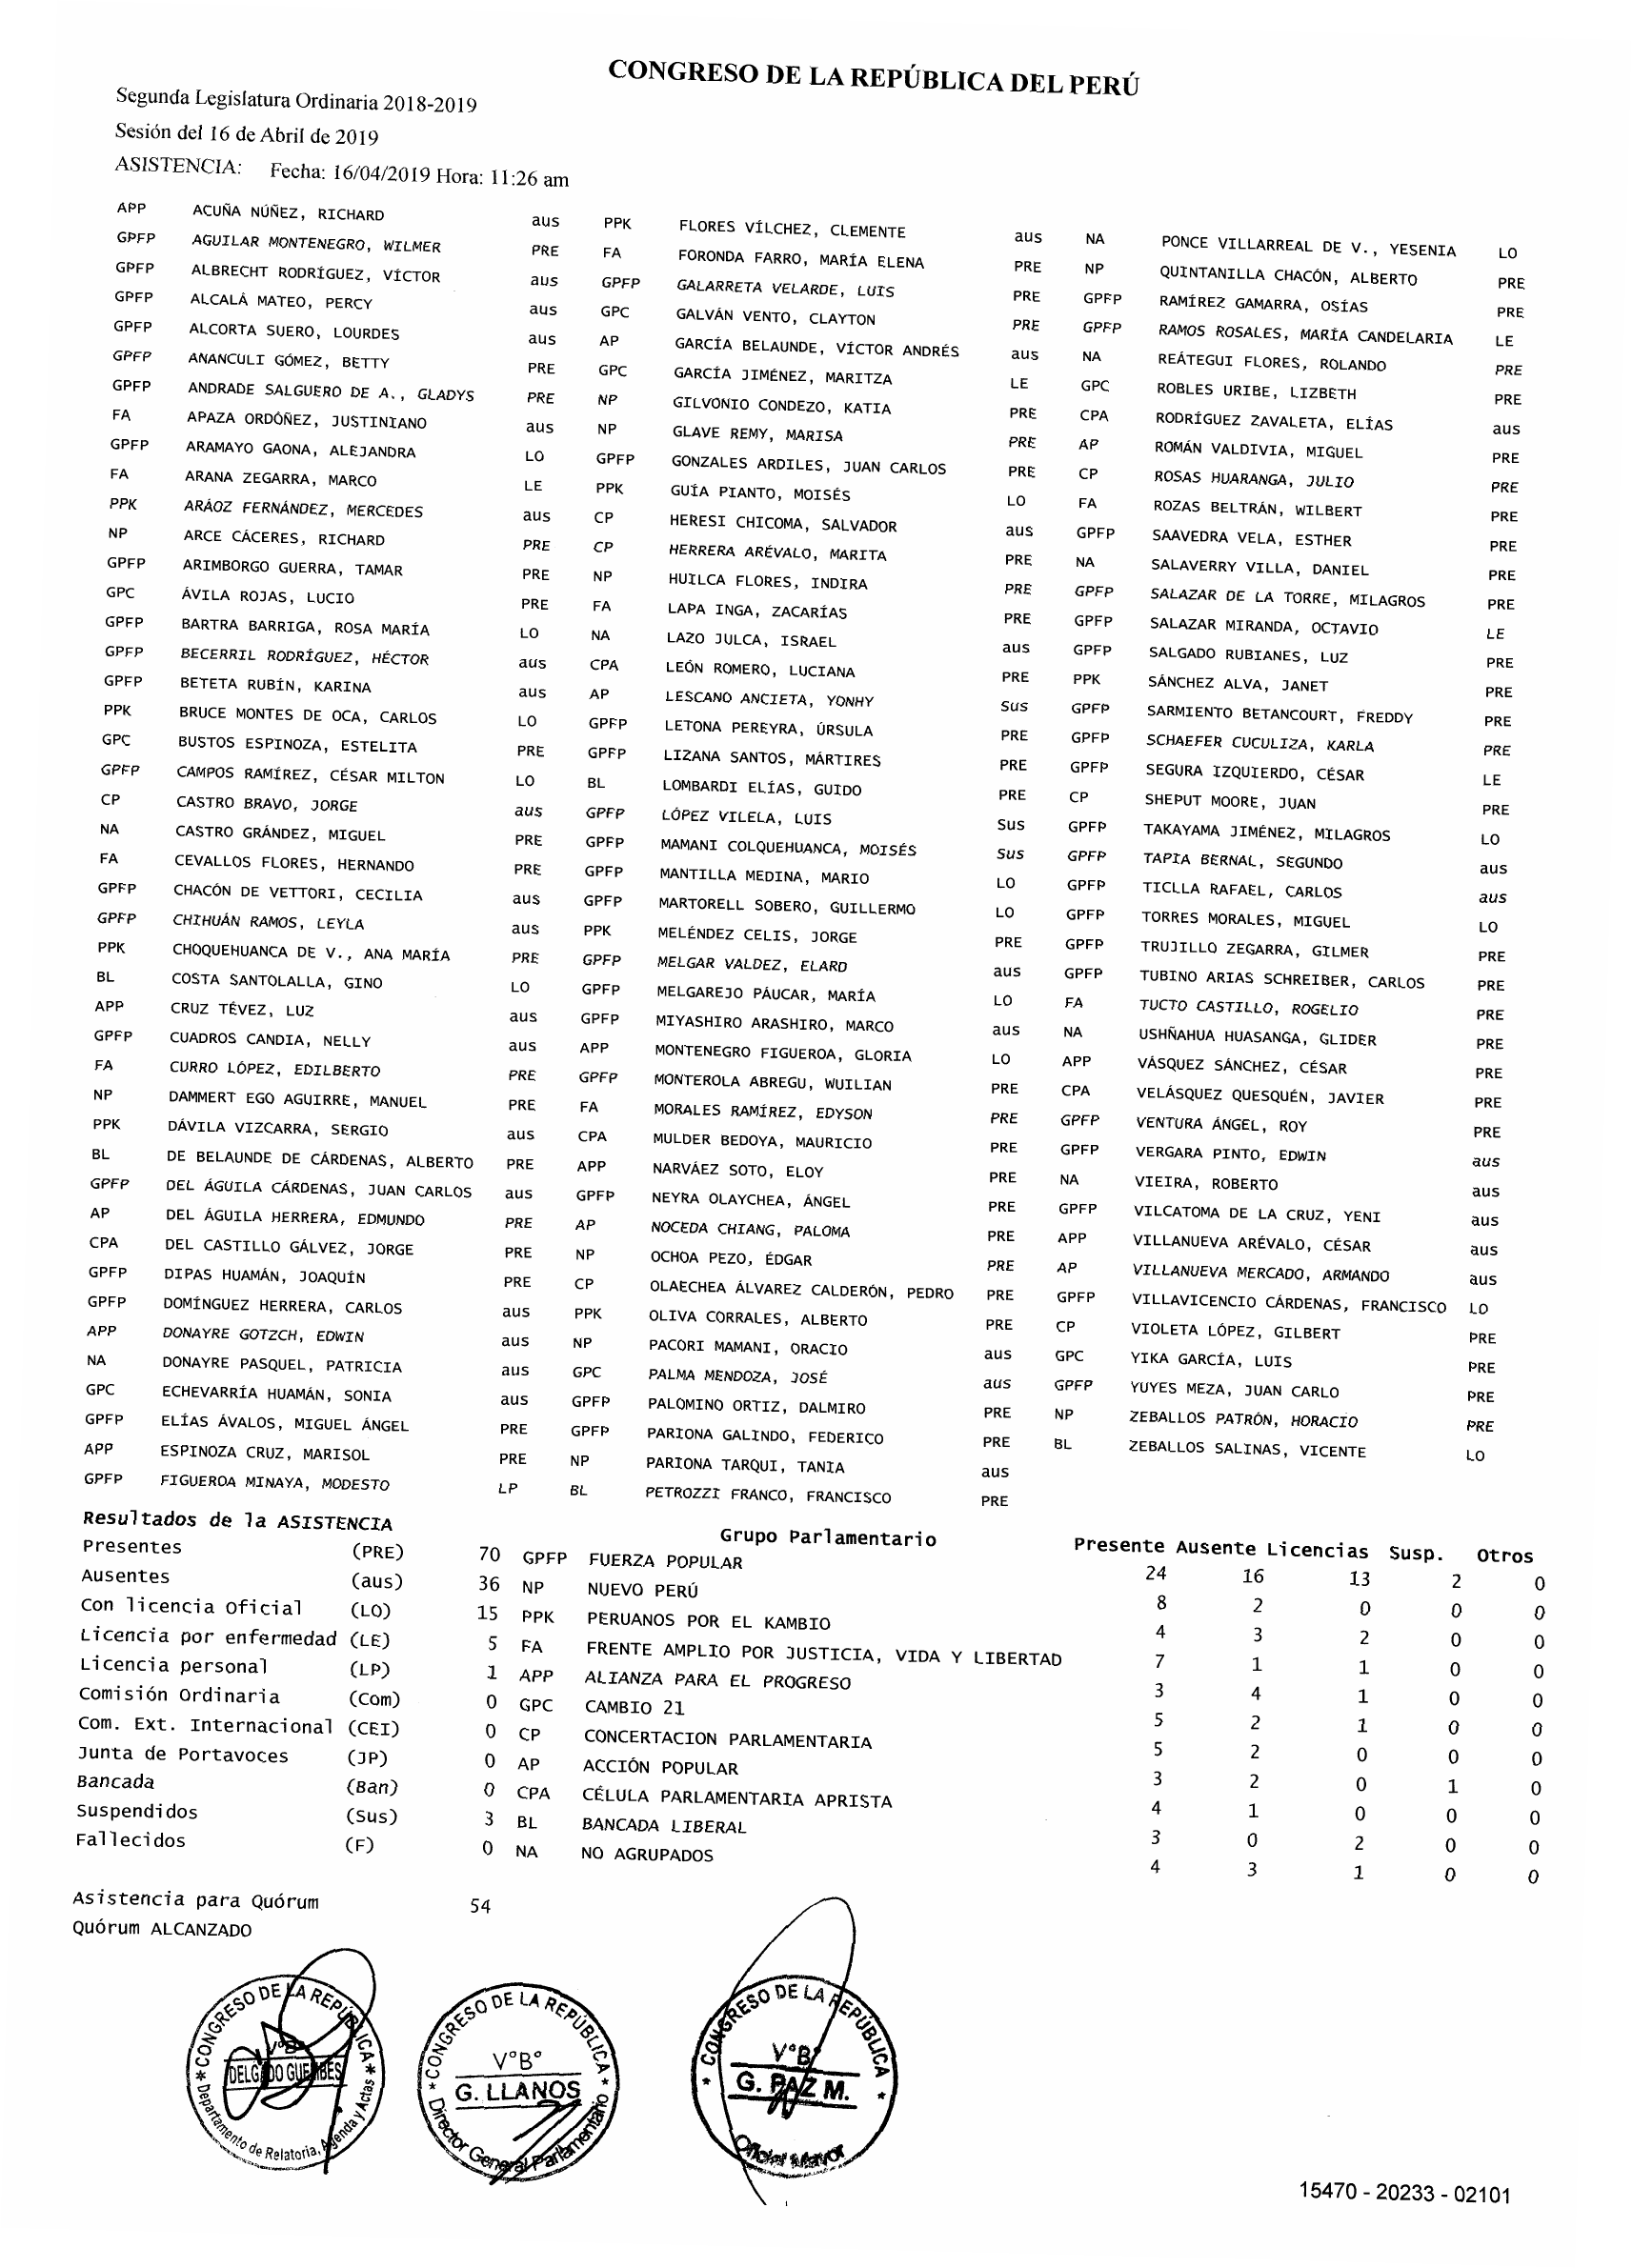 CONGRESO DE LA REPÚBLICA DEL PERÚ
Segunda Legislatura Ordinaria 2018-2019
Sesión del 16 de Abril de 2019
ASISTENCIA: Fecha: 16/04/2019 Hora: 11:26 am
APP ACUÑA NÚÑEZ, RICHARD aus PPK FLORES VÍLCHEZ, CLEMENTE aus NA PONCE VILLARREAL DE V., YESENIA LO
GPFP AGUILAR MONTENEGRO, WILMER PRE FA FORONDA FARRO, MARÍA ELENA PRE NP QUINTANILLA CHACÓN, ALBERTO PRE
GPFP ALBRECHT RODRÍGUEZ, VÍCTOR aus GPFP GALARRETA VELARDE, LUIS PRE GPFP RAMÍREZ GAMARRA, OSÍAS PRE
GPFP ALCALÁ MATEO, PERCY aus GPC GALVÁN VENTO, CLAYTON PRE GPFP RAMOS ROSALES, MARÍA CANDELARIA LE
GPFP ALCORTA SUERO, LOURDES aus AP GARCÍA BELAUNDE, VÍCTOR ANDRÉS aus NA REÁTEGUI FLORES, ROLANDO PRE
GPFP ANANCULI GÓMEZ, BETTY PRE GPC GARCÍA JIMÉNEZ, MARITZA LE GPC ROBLES URIBE, LIZBETH PRE
GPFP ANDRADE SALGUERO DE A., GLADYS PRE NP GILVONIO CONDEZO, KATIA PRE CPA RODRÍGUEZ ZAVALETA, ELÍAS aus
FA APAZA ORDÓÑEZ, JUSTINIANO aus NP GLAVE REMY, MARISA PRE AP ROMÁN VALDIVIA, MIGUEL PRE
GPFP ARAMAYO GAONA, ALEJANDRA LO GPFP GONZALES ARDILES, JUAN CARLOS PRE CP ROSAS HUARANGA, JULIO PRE
FA ARANA ZEGARRA, MARCO LE PPK GUÍA PIANTO, MOISÉS LO FA ROZAS BELTRÁN, WILBERT PRE
PPK ARÁOZ FERNÁNDEZ, MERCEDES aus CP HERESI CHICOMA, SALVADOR aus GPFP SAAVEDRA VELA, ESTHER PRE
NP ARCE CÁCERES, RICHARD PRE CP HERRERA ARÉVALO, MARITA PRE NA SALAVERRY VILLA, DANIEL PRE
GPFP ARIMBORGO GUERRA, TAMAR PRE NP HUILCA FLORES, INDIRA PRE GPFP SALAZAR DE LA TORRE, MILAGROS PRE
GPC ÁVILA ROJAS, LUCIO PRE FA LAPA INGA, ZACARÍAS PRE GPFP SALAZAR MIRANDA, OCTAVIO LE
GPFP BARTRA BARRIGA, ROSA MARÍA LO NA LAZO JULCA, ISRAEL aus GPFP SALGADO RUBIANES, LUZ PRE
GPFP BECERRIL RODRÍGUEZ, HÉCTOR aus CPA LEÓN ROMERO, LUCIANA PRE PPK SÁNCHEZ ALVA, JANET PRE
GPFP BETETA RUBÍN, KARINA aus AP LESCANO ANCIETA, YONHY Sus GPFP SARMIENTO BETANCOURT, FREDDY PRE
PPK BRUCE MONTES DE OCA, CARLOS LO GPFP LETONA PEREYRA, ÚRSULA PRE GPFP SCHAEFER CUCULIZA, KARLA PRE
GPC BUSTOS ESPINOZA, ESTELITA PRE GPFP LIZANA SANTOS, MÁRTIRES PRE GPFP SEGURA IZQUIERDO, CÉSAR LE
GPFP CAMPOS RAMÍREZ, CÉSAR MILTON LO BL LOMBARDI ELÍAS, GUIDO PRE CP SHEPUT MOORE, JUAN PRE
CP CASTRO BRAVO, JORGE aus GPFP LÓPEZ VILELA, LUIS Sus GPFP TAKAYAMA JIMÉNEZ, MILAGROS LO
NA CASTRO GRÁNDEZ, MIGUEL PRE GPFP MAMANI COLQUEHUANCA, MOISÉS Sus GPFP TAPIA BERNAL, SEGUNDO aus
FA CEVALLOS FLORES, HERNANDO PRE GPFP MANTILLA MEDINA, MARIO LO GPFP TICLLA RAFAEL, CARLOS aus
GPFP CHACÓN DE VETTORI, CECILIA aus GPFP MARTORELL SOBERO, GUILLERMO LO GPFP TORRES MORALES, MIGUEL LO
GPFP CHIHUÁN RAMOS, LEYLA aus PPK MELÉNDEZ CELIS, JORGE PRE GPFP TRUJILLO ZEGARRA, GILMER PRE
PPK CHOQUEHUANCA DE V., ANA MARÍA PRE GPFP MELGAR VALDEZ, ELARD aus GPFP TUBINO ARIAS SCHREIBER, CARLOS PRE
BL COSTA SANTOLALLA, GINO LO GPFP MELGAREJO PÁUCAR, MARÍA LO FA TUCTO CASTILLO, ROGELIO PRE
APP CRUZ TÉVEZ, LUZ aus GPFP MIYASHIRO ARASHIRO, MARCO aus NA USHÑAHUA HUASANGA, GLIDER PRE
GPFP CUADROS CANDIA, NELLY aus APP MONTENEGRO FIGUEROA, GLORIA LO APP VÁSQUEZ SÁNCHEZ, CÉSAR PRE
FA CURRO LÓPEZ, EDILBERTO PRE GPFP MONTEROLA ABREGU, WUILIAN PRE CPA VELÁSQUEZ QUESQUÉN, JAVIER PRE
NP DAMMERT EGO AGUIRRE, MANUEL PRE FA MORALES RAMÍREZ, EDYSON PRE GPFP VENTURA ÁNGEL, ROY PRE
PPK DÁVILA VIZCARRA, SERGIO aus CPA MULDER BEDOYA, MAURICIO PRE GPFP VERGARA PINTO, EDWIN aus
BL DE BELAUNDE DE CÁRDENAS, ALBERTO PRE APP NARVÁEZ SOTO, ELOY PRE NA VIEIRA, ROBERTO aus
GPFP DEL ÁGUILA CÁRDENAS, JUAN CARLOS aus GPFP NEYRA OLAYCHEA, ÁNGEL PRE GPFP VILCATOMA DE LA CRUZ, YENI aus
AP DEL ÁGUILA HERRERA, EDMUNDO PRE AP NOCEDA CHIANG, PALOMA PRE APP VILLANUEVA ARÉVALO, CÉSAR aus
CPA DEL CASTILLO GÁLVEZ, JORGE PRE NP OCHOA PEZO, ÉDGAR PRE AP VILLANUEVA MERCADO, ARMANDO aus
GPFP DIPAS HUAMÁN, JOAQUÍN PRE CP OLAECHEA ÁLVAREZ CALDERÓN, PEDRO PRE GPFP VILLAVICENCIO CÁRDENAS, FRANCISCO LO
GPFP DOMÍNGUEZ HERRERA, CARLOS aus PPK OLIVA CORRALES, ALBERTO PRE CP VIOLETA LÓPEZ, GILBERT PRE
APP DONAYRE GOTZCH, EDWIN aus NP PACORI MAMANI, ORACIO aus GPC YIKA GARCÍA, LUIS PRE
NA DONAYRE PASQUEL, PATRICIA aus GPC PALMA MENDOZA, JOSÉ aus GPFP YUYES MEZA, JUAN CARLO PRE
GPC ECHEVARRÍA HUAMÁN, SONIA aus GPFP PALOMINO ORTIZ, DALMIRO PRE NP ZEBALLOS PATRÓN, HORACIO PRE
GPFP ELÍAS ÁVALOS, MIGUEL ÁNGEL PRE GPFP PARIONA GALINDO, FEDERICO PRE BL ZEBALLOS SALINAS, VICENTE LO
APP ESPINOZA CRUZ, MARISOL PRE NP PARIONA TARQUI, TANIA aus
GPFP FIGUEROA MINAYA, MODESTO LP BL PETROZZI FRANCO, FRANCISCO PRE
Resultados de la ASISTENCIA Grupo Parlamentario Presente Ausente Licencias Susp. Otros
Presentes (PRE) 70 GPFP FUERZA POPULAR 24 16 13 2 0
Ausentes (aus) 36 NP NUEVO PERÚ 8 2 0 0 0
Con licencia Oficial (LO) 15 PPK PERUANOS POR EL KAMBIO 4 3 2 0 0
Licencia por enfermedad (LE) 5 FA FRENTE AMPLIO POR JUSTICIA, VIDA Y LIBERTAD 7 1 1 0 0
Licencia personal (LP) 1 APP ALIANZA PARA EL PROGRESO 3 4 1 0 0
Comisión Ordinaria (Com) 0 GPC CAMBIO 21 5 2 1 0 0
Com. Ext. Internacional (CEI) 0 CP CONCERTACION PARLAMENTARIA 5 2 0 0 0
Junta de Portavoces (JP) 0 AP ACCIÓN POPULAR 3 2 0 1 0
Bancada (Ban) 0 CPA CÉLULA PARLAMENTARIA APRISTA 4 1 0 0 0
Suspendidos (Sus) 3 BL BANCADA LIBERAL 3 0 2 0 0
Fallecidos (F) 0 NA NO AGRUPADOS 4 3 1 0 0
Asistencia para Quórum 54
Quórum ALCANZADO
CONGRESO DE LA REPÚBLICA
V°B°
DELGADO GUEMBES
Departamento de Relatoria, Agenda y Actas
CONGRESO DE LA REPÚBLICA
V°B°
G. LLANOS
Director General Parlamentario
CONGRESO DE LA REPÚBLICA
V°B°
G. PAZ M.
Oficial Mayor
15470 - 20233 - 02101